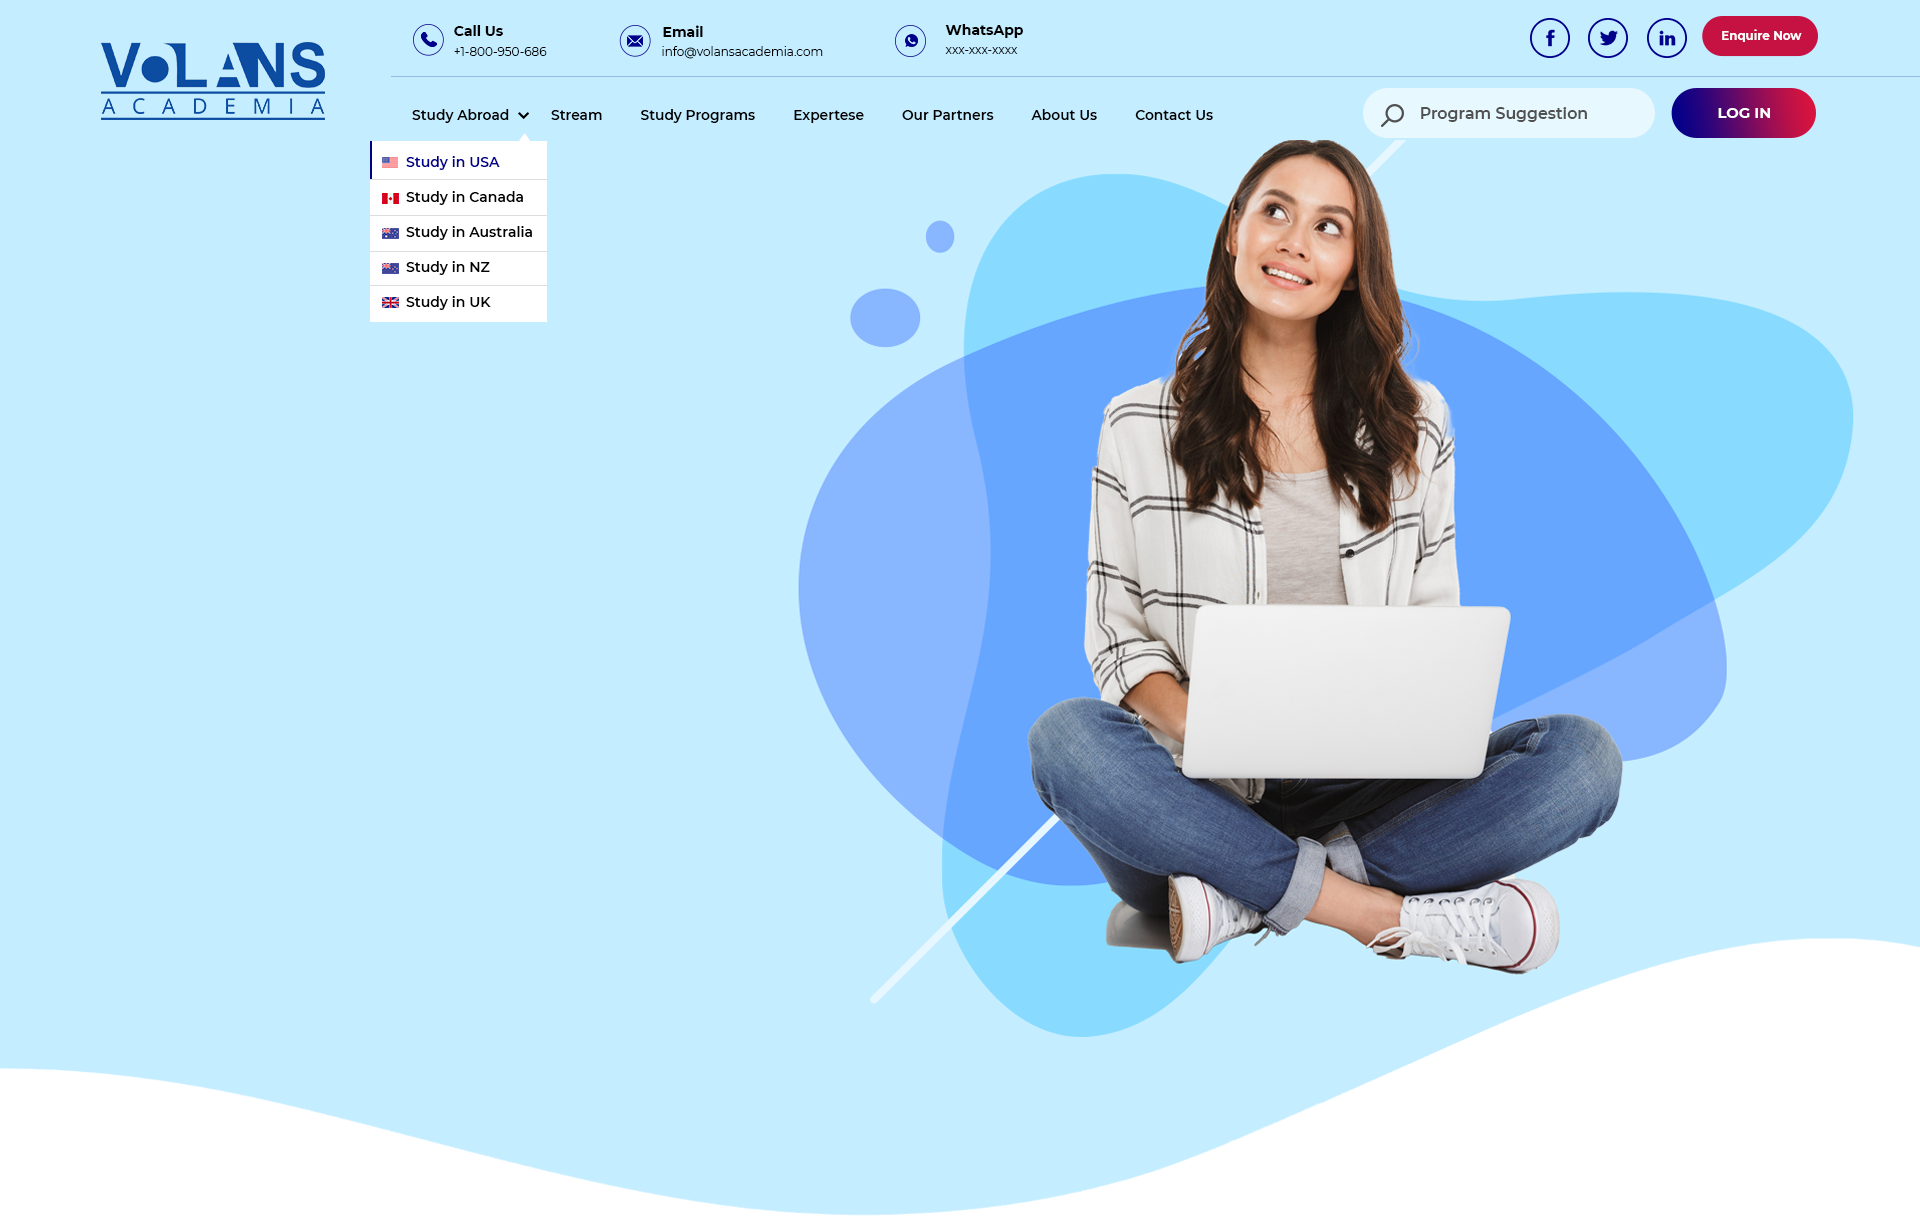 VOLANS
ACADEMIA
Call Us
+1-800-950-686
Email
info@volansacademia.com
WhatsApp
xxx-xxx-xxxx
f
in
Enquire Now
Study Abroad
Stream
Study Programs
Expertese
Our Partners
About Us
Contact Us
Program Suggestion
LOG IN
Study in USA
Study in Canada
Study in Australia
Study in NZ
Study in UK